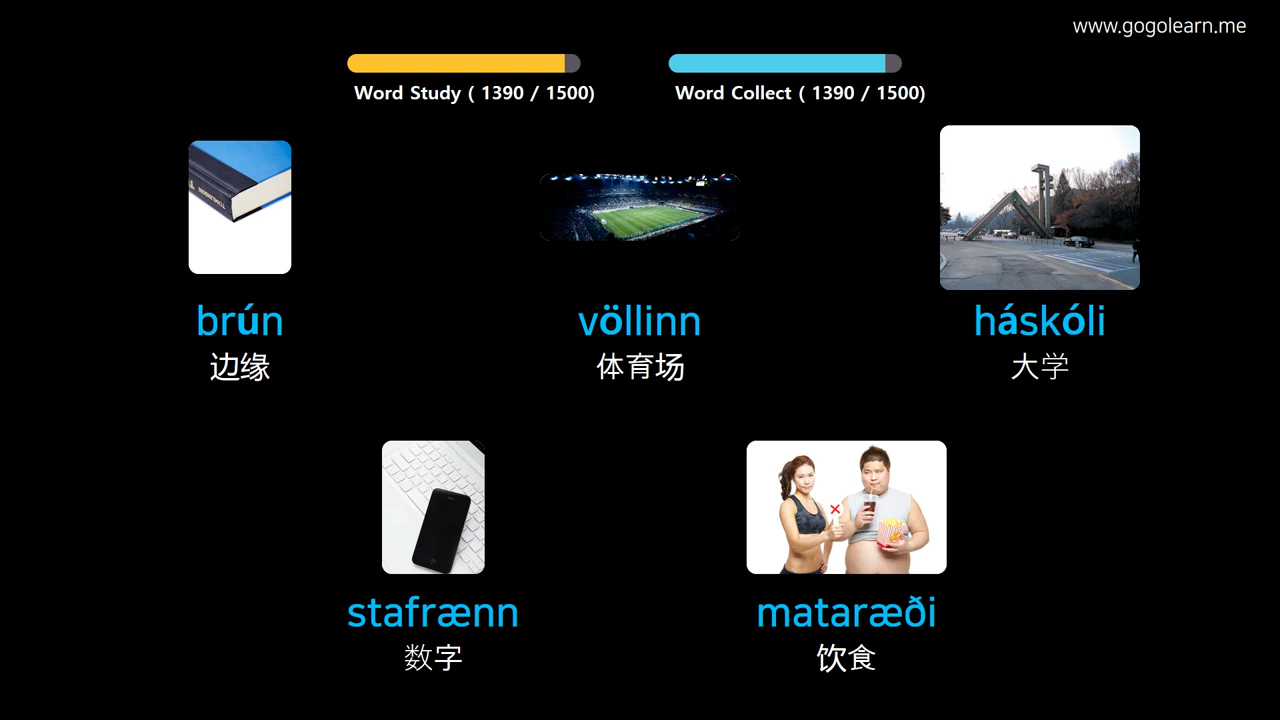 www.gogolearn.me
Word Study ( 1390 / 1500)
Word Collect ( 1390 / 1500)
TOMLINSON
brún
边缘
völlinn
体育场
háskóli
大学
stafrænn
数字
mataræði
饮食